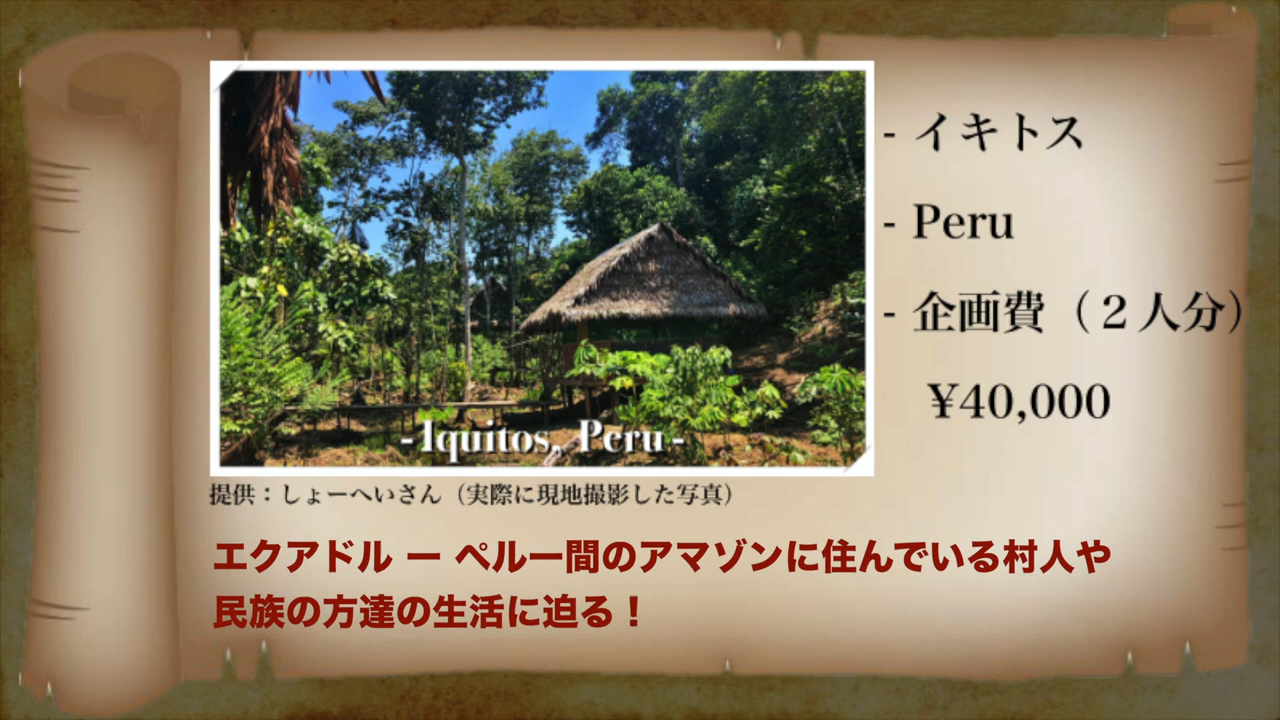 - イキトス
- Peru
- 企画費（２人分）
¥40,000
- Iquitos, Peru -
提供：しょーへいさん（実際に現地撮影した写真）
エクアドル ー ペルー間のアマゾンに住んでいる村人や
民族の方達の生活に迫る！